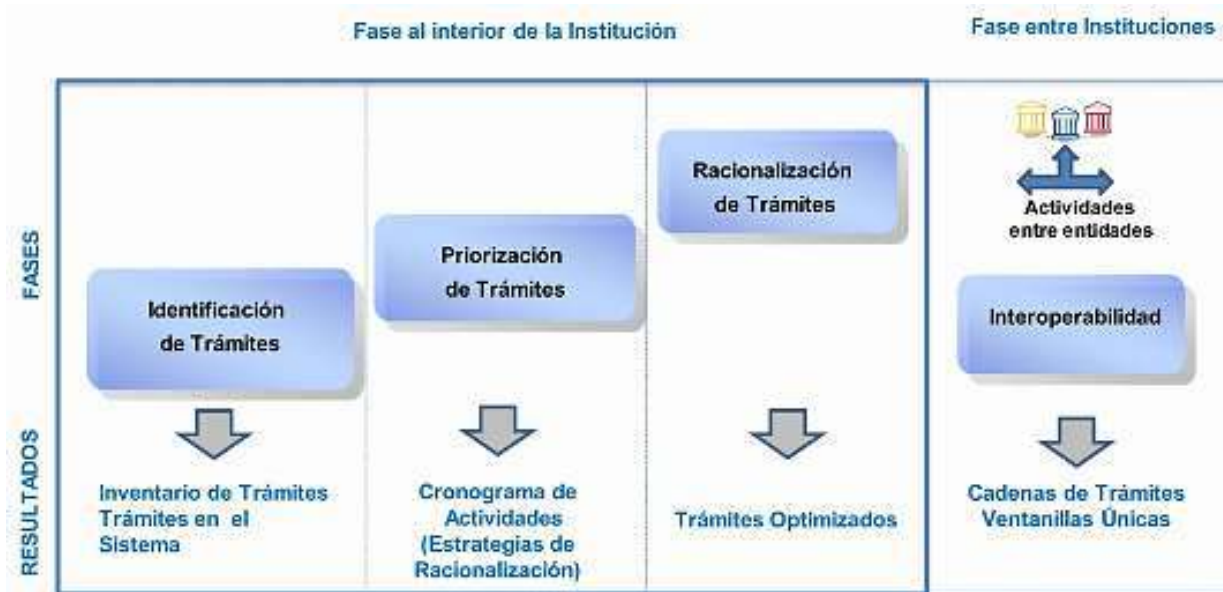 Fase al interior de la Institución
Fase entre Instituciones
FASES
Identificación
de Trámites
Priorización
de Trámites
Racionalización
de Trámites
Actividades
entre entidades
Interoperabilidad
RESULTADOS
Inventario de Trámites
Trámites en el
Sistema
Cronograma de
Actividades
(Estrategias de
Racionalización)
Trámites Optimizados
Cadenas de Trámites
Ventanillas Únicas